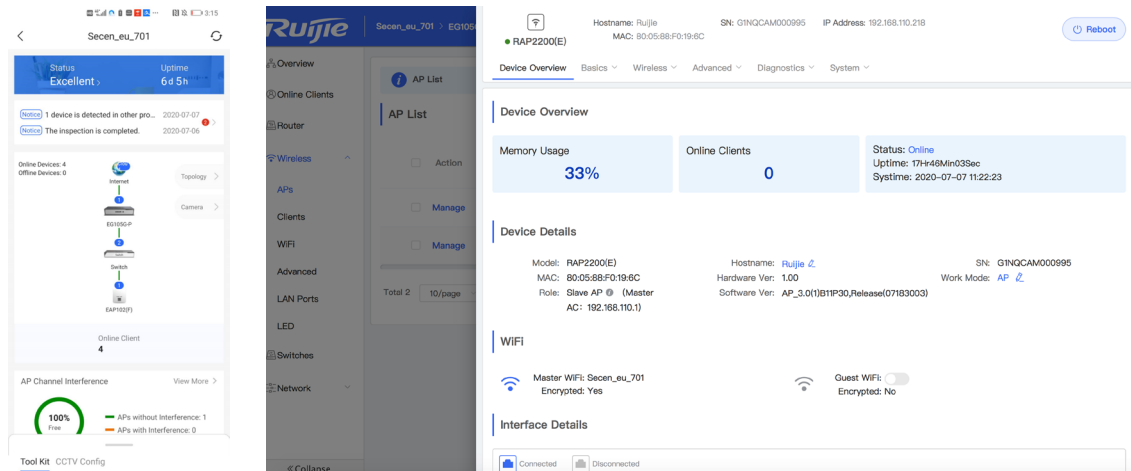 3:15
Secen_eu_701
Status
Uptime
Excellent
6d 5h
Notice 1 device is detected in other pro... 2020-07-07
Notice The inspection is completed. 2020-07-06
Online Devices: 4
Offline Devices: 0
Internet
Topology
1
Camera
EG105G-P
2
Switch
1
EAP102(F)
Online Client
4
AP Channel Interference
View More
100%
Free
APs without Interference: 1
APs with Interference: 0
Tool Kit CCTV Config
Ruijie
Secen_eu_701 > EG105
Overview
Online Clients
Router
Wireless
APs
Clients
WiFi
Advanced
LAN Ports
LED
Switches
Network
Collapse
AP List
AP List
Action
Manage
Manage
Total 2 10/page
RAP2200(E)
Hostname: Ruijie
SN: G1NQCAM000995
IP Address: 192.168.110.218
MAC: 80:05:88:F0:19:6C
Reboot
Device Overview Basics Wireless Advanced Diagnostics System
Device Overview
Memory Usage
33%
Online Clients
0
Status: Online
Uptime: 17Hr46Min03Sec
Systime: 2020-07-07 11:22:23
Device Details
Model: RAP2200(E)
Hostname: Ruijie
SN: G1NQCAM000995
MAC: 80:05:88:F0:19:6C
Hardware Ver: 1.00
Work Mode: AP
Role: Slave AP (Master
AC: 192.168.110.1)
Software Ver: AP_3.0(1)B11P30,Release(07183003)
WiFi
Master WiFi: Secen_eu_701
Encrypted: Yes
Guest WiFi:
Encrypted: No
Interface Details
Connected
Disconnected